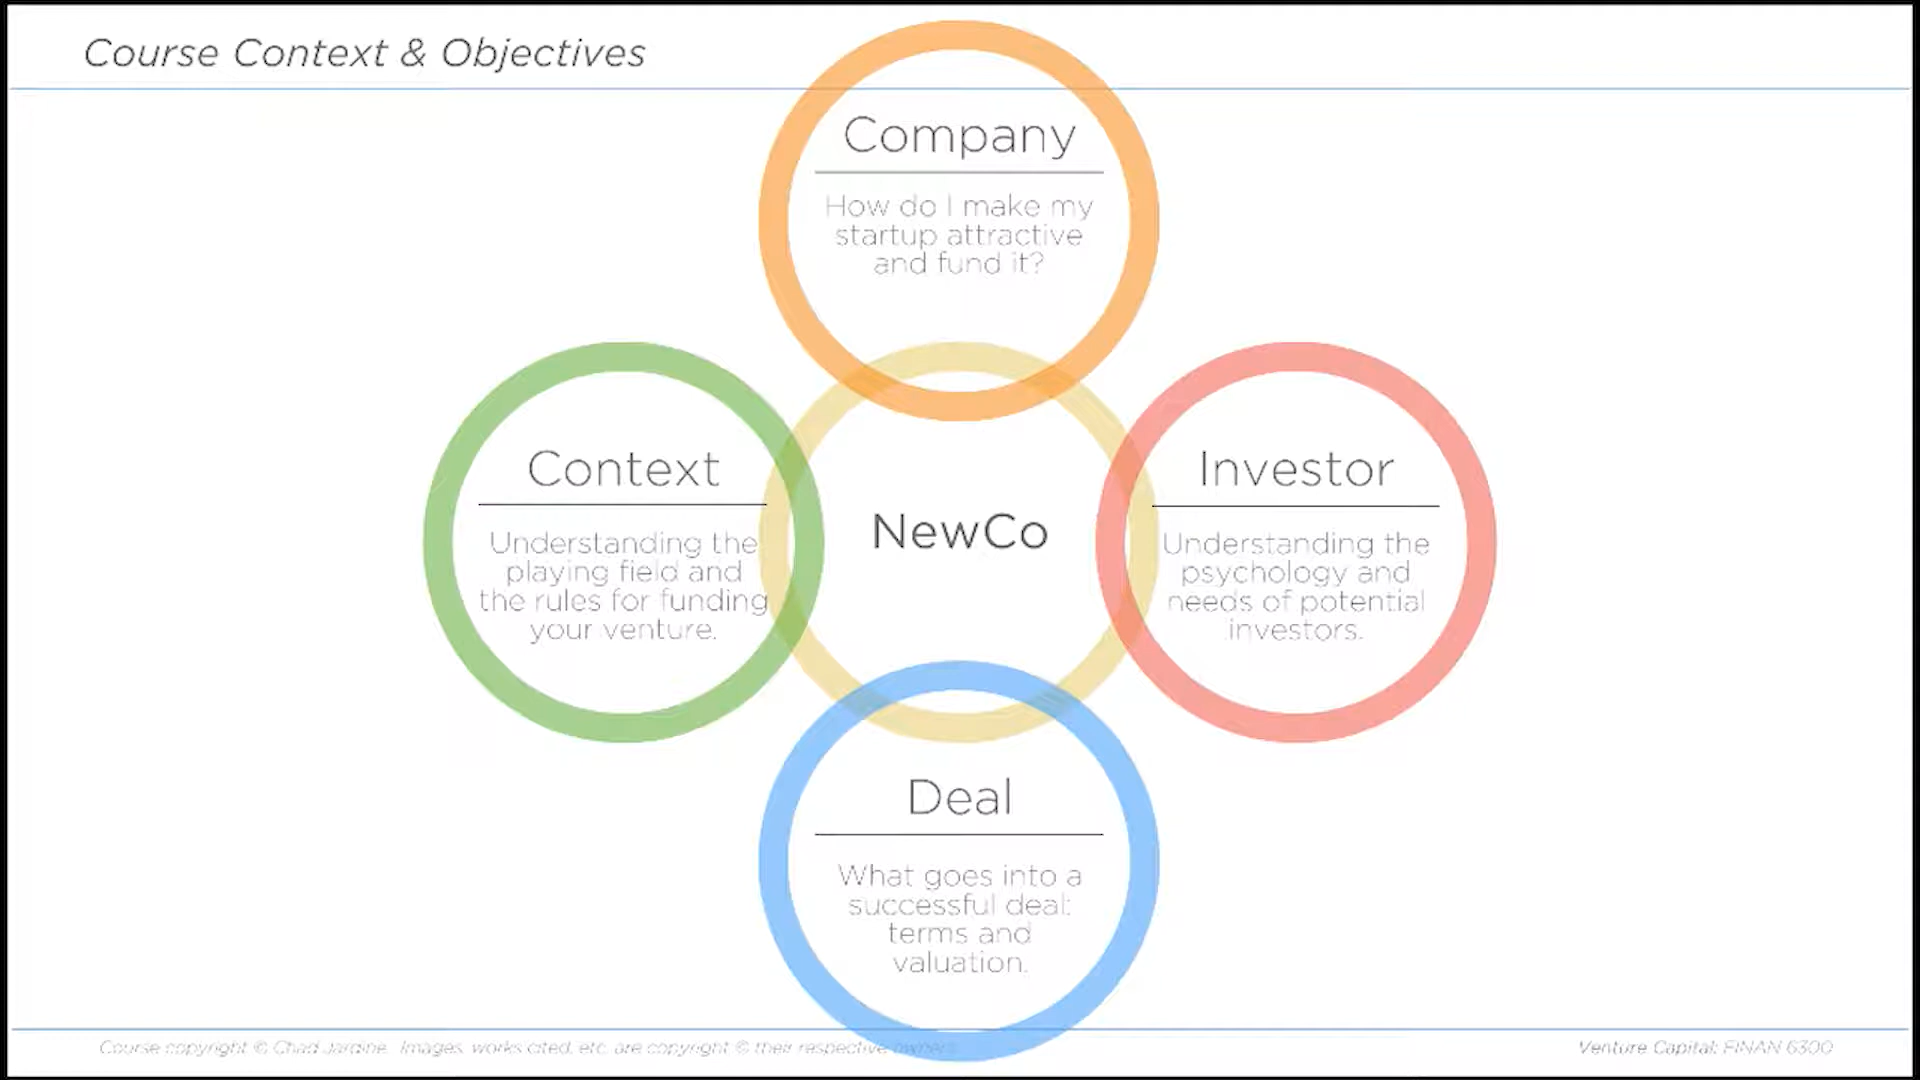 Course Context & Objectives
Company
How do I make my
startup attractive
and fund it?
Context
Understanding the
playing field and
the rules for funding
your venture.
NewCo
Investor
Understanding the
psychology and
needs of potential
investors.
Deal
What goes into a
successful deal:
terms and
valuation.
Course copyright © Chad Jardine. Images, works cited, etc. are copyright © their respective owners.
Venture Capital: FINAN 6300